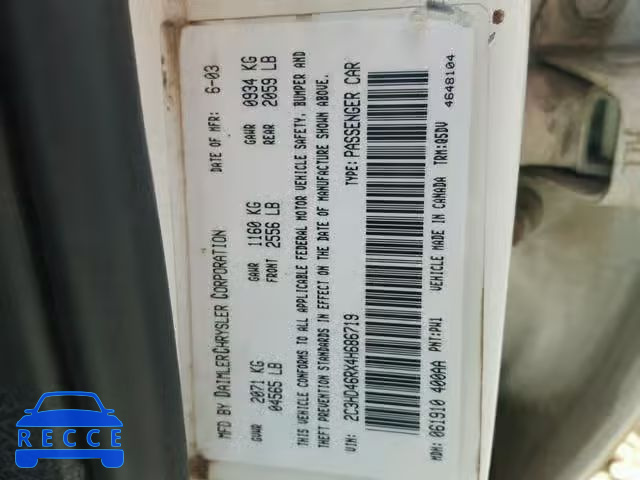 MFD BY DAIMLERCHRYSLER CORPORATION
DATE OF MFR: 6-03
GVWR 2071 KG 04565 LB
GAWR FRONT 1160 KG 2556 LB
GAWR REAR 0934 KG 2059 LB
THIS VEHICLE CONFORMS TO ALL APPLICABLE FEDERAL MOTOR VEHICLE SAFETY, BUMPER AND
THEFT PREVENTION STANDARDS IN EFFECT ON THE DATE OF MANUFACTURE SHOWN ABOVE.
VIN: 2C3HD46RX4H686719 TYPE: PASSENGER CAR
MDH: 061910 400AA PNT: PW1 VEHICLE MADE IN CANADA TRM: Q5DV
4648104
RECCE